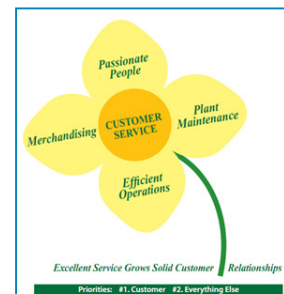 Passionate
People
Plant
Maintenance
CUSTOMER
SERVICE
Merchandising
Efficient
Operations
Excellent Service Grows Solid Customer Relationships
Priorities: #1. Customer #2. Everything Else